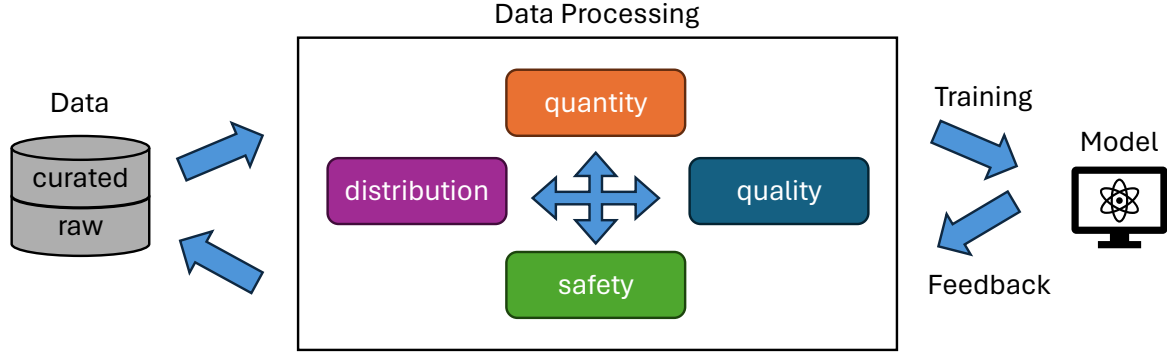 Data Processing
Data
curated
raw
quantity
distribution
quality
safety
Training
Model
Feedback